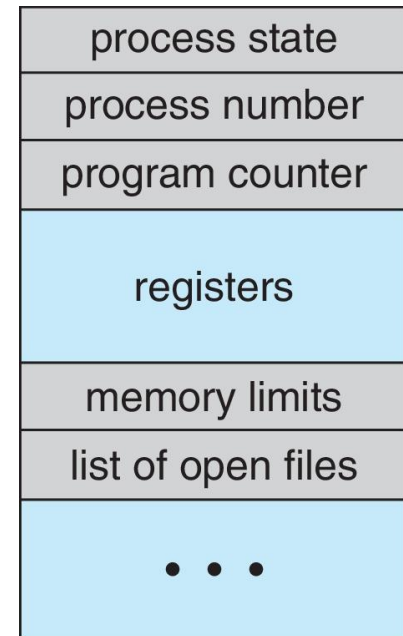 process state
process number
program counter
registers
memory limits
list of open files
• • •